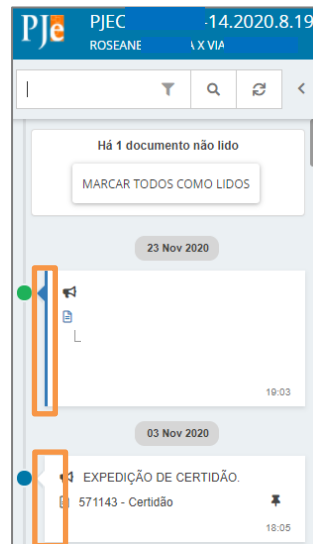 PJe PJEC -14.2020.8.19
ROSEANE X VIA
Há 1 documento não lido
MARCAR TODOS COMO LIDOS
23 Nov 2020
19:03
03 Nov 2020
EXPEDIÇÃO DE CERTIDÃO.
571143 - Certidão
18:05